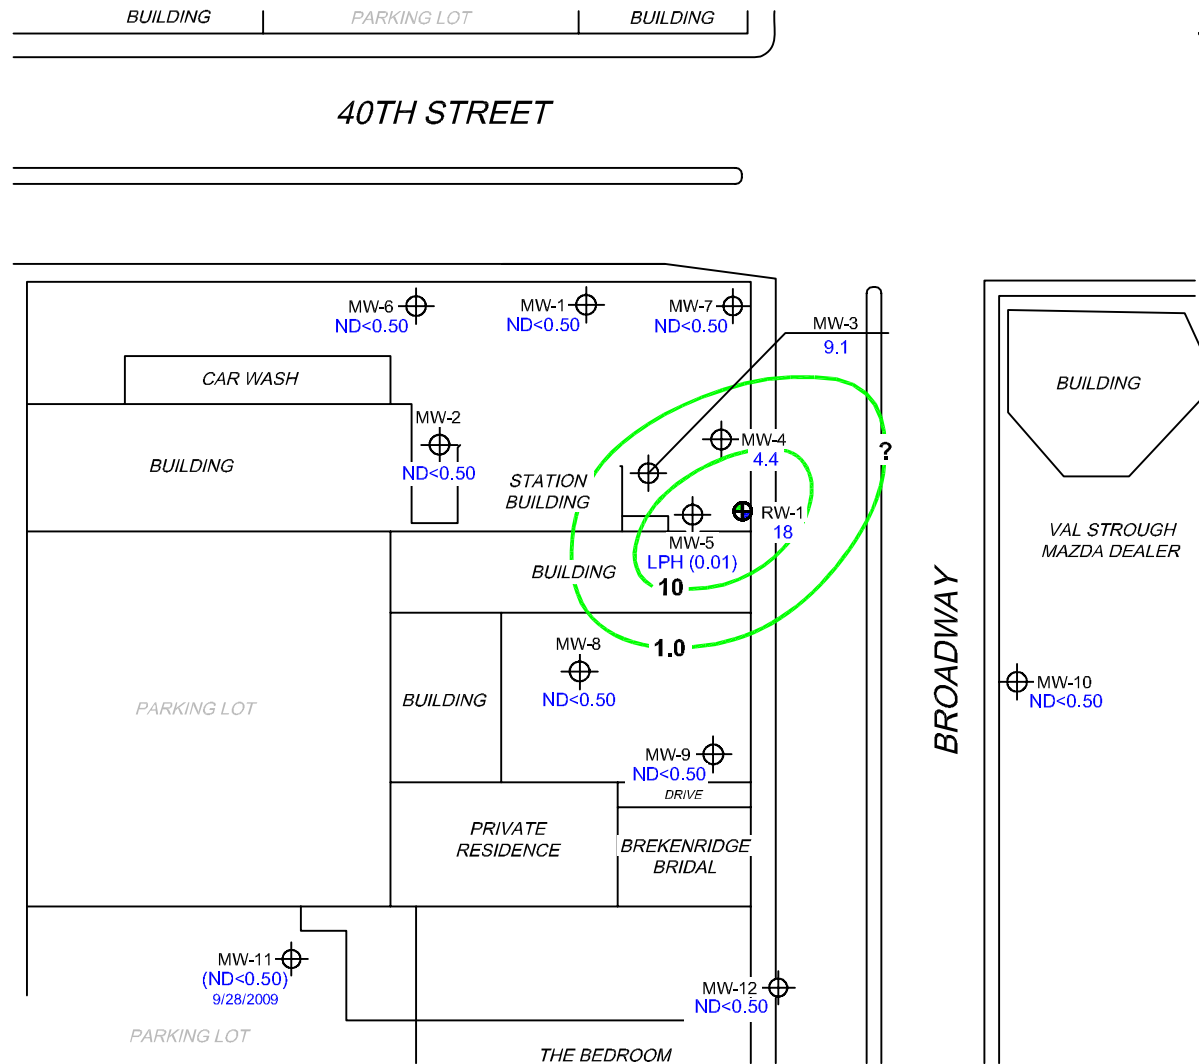 BUILDING
PARKING LOT
BUILDING
40TH STREET
MW-6
ND<0.50
MW-1
ND<0.50
MW-7
ND<0.50
MW-3
9.1
CAR WASH
BUILDING
MW-2
ND<0.50
BUILDING
STATION
BUILDING
MW-4
4.4
?
RW-1
18
MW-5
LPH (0.01)
10
VAL STROUGH
MAZDA DEALER
BUILDING
1.0
BROADWAY
MW-8
ND<0.50
BUILDING
PARKING LOT
MW-10
ND<0.50
MW-9
ND<0.50
DRIVE
PRIVATE
RESIDENCE
BREKENRIDGE
BRIDAL
MW-11
(ND<0.50)
9/28/2009
MW-12
ND<0.50
PARKING LOT
THE BEDROOM